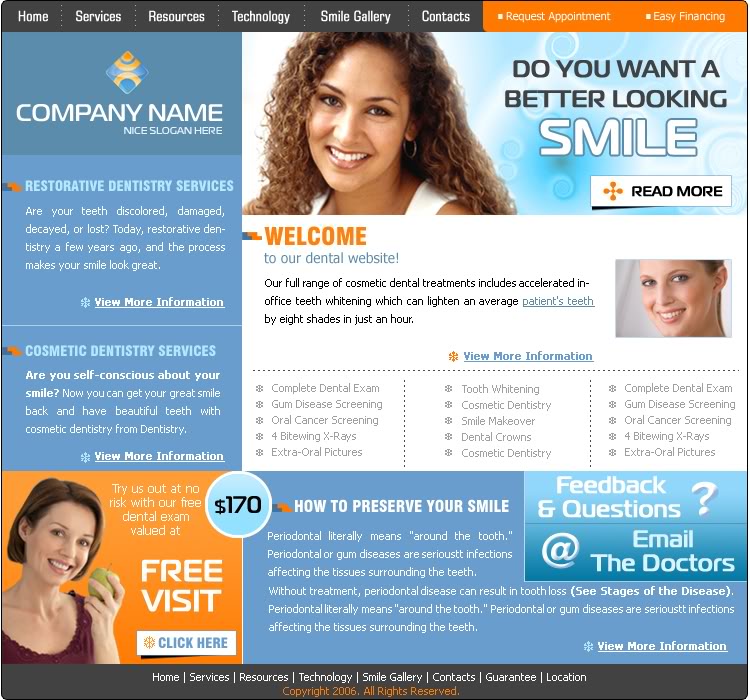 Home
Services
Resources
Technology
Smile Gallery
Contacts
Request Appointment
Easy Financing
COMPANY NAME
NICE SLOGAN HERE
DO YOU WANT A
BETTER LOOKING
SMILE
READ MORE
RESTORATIVE DENTISTRY SERVICES
Are your teeth discolored, damaged,
decayed, or lost? Today, restorative den-
tistry a few years ago, and the process
makes your smile look great.
View More Information
COSMETIC DENTISTRY SERVICES
Are you self-conscious about your
smile? Now you can get your great smile
back and have beautiful teeth with
cosmetic dentistry from Dentistry.
View More Information
WELCOME
to our dental website!
Our full range of cosmetic dental treatments includes accelerated in-
office teeth whitening which can lighten an average patient's teeth
by eight shades in just an hour.
View More Information
Complete Dental Exam
Gum Disease Screening
Oral Cancer Screening
4 Bitewing X-Rays
Extra-Oral Pictures
Tooth Whitening
Cosmetic Dentistry
Smile Makeover
Dental Crowns
Cosmetic Dentistry
Complete Dental Exam
Gum Disease Screening
Oral Cancer Screening
4 Bitewing X-Rays
Extra-Oral Pictures
Try us out at no
risk with our free
dental exam
valued at
$170
FREE
VISIT
CLICK HERE
HOW TO PRESERVE YOUR SMILE
Periodontal literally means "around the tooth."
Periodontal or gum diseases are serioustt infections
affecting the tissues surrounding the teeth.
Without treatment, periodontal disease can result in tooth loss (See Stages of the Disease).
Periodontal literally means "around the tooth." Periodontal or gum diseases are serioustt infections
affecting the tissues surrounding the teeth.
View More Information
Feedback
& Questions ?
@ Email
The Doctors
Home | Services | Resources | Technology | Smile Gallery | Contacts | Guarantee | Location
Copyright 2006. All Rights Reserved.